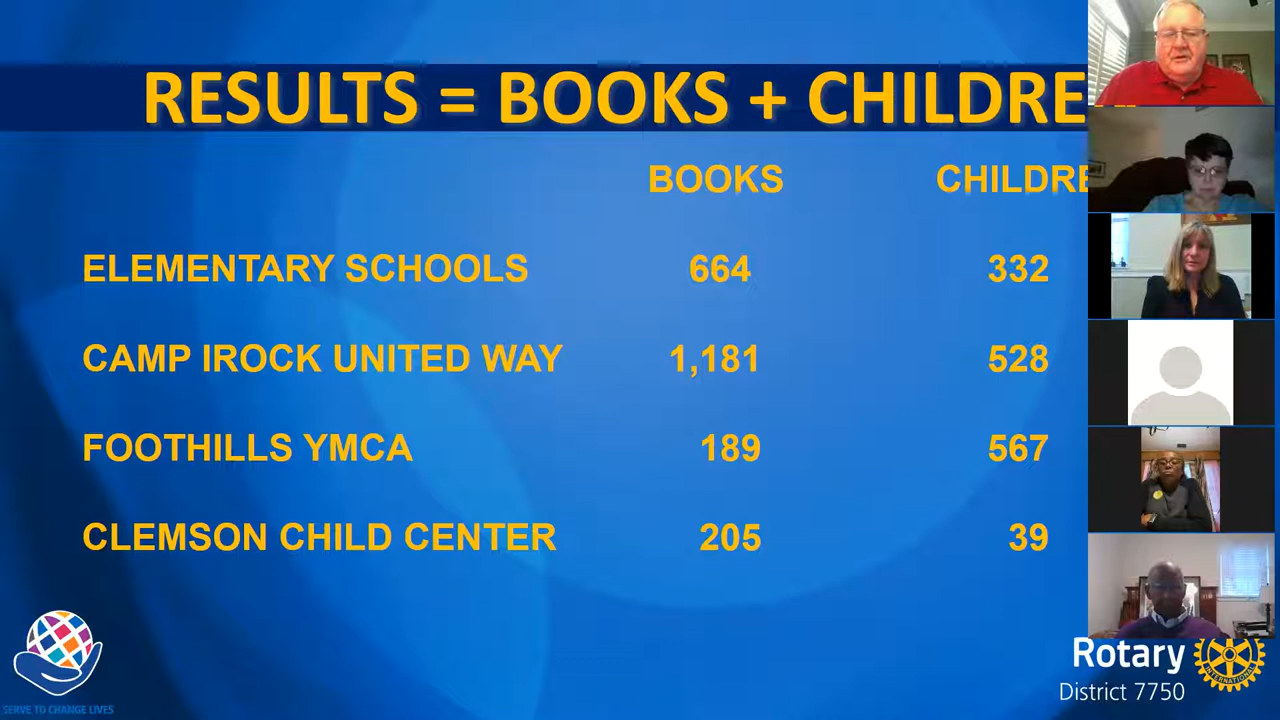 RESULTS = BOOKS + CHILDRE
BOOKS CHILDRE
ELEMENTARY SCHOOLS 664 332
CAMP IROCK UNITED WAY 1,181 528
FOOTHILLS YMCA 189 567
CLEMSON CHILD CENTER 205 39
SERVE TO CHANGE LIVES
Rotary
District 7750
INTERNATIONAL